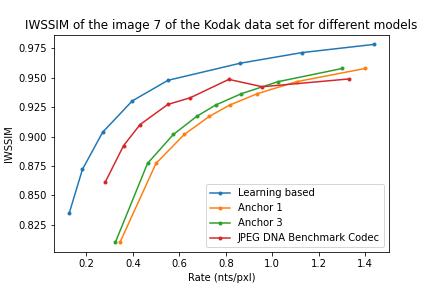 IWSSIM of the image 7 of the Kodak data set for different models
0.975
0.950
0.925
0.900
0.875
0.850
0.825
IWSSIM
Learning based
Anchor 1
Anchor 3
JPEG DNA Benchmark Codec
0.2 0.4 0.6 0.8 1.0 1.2 1.4
Rate (nts/pxl)